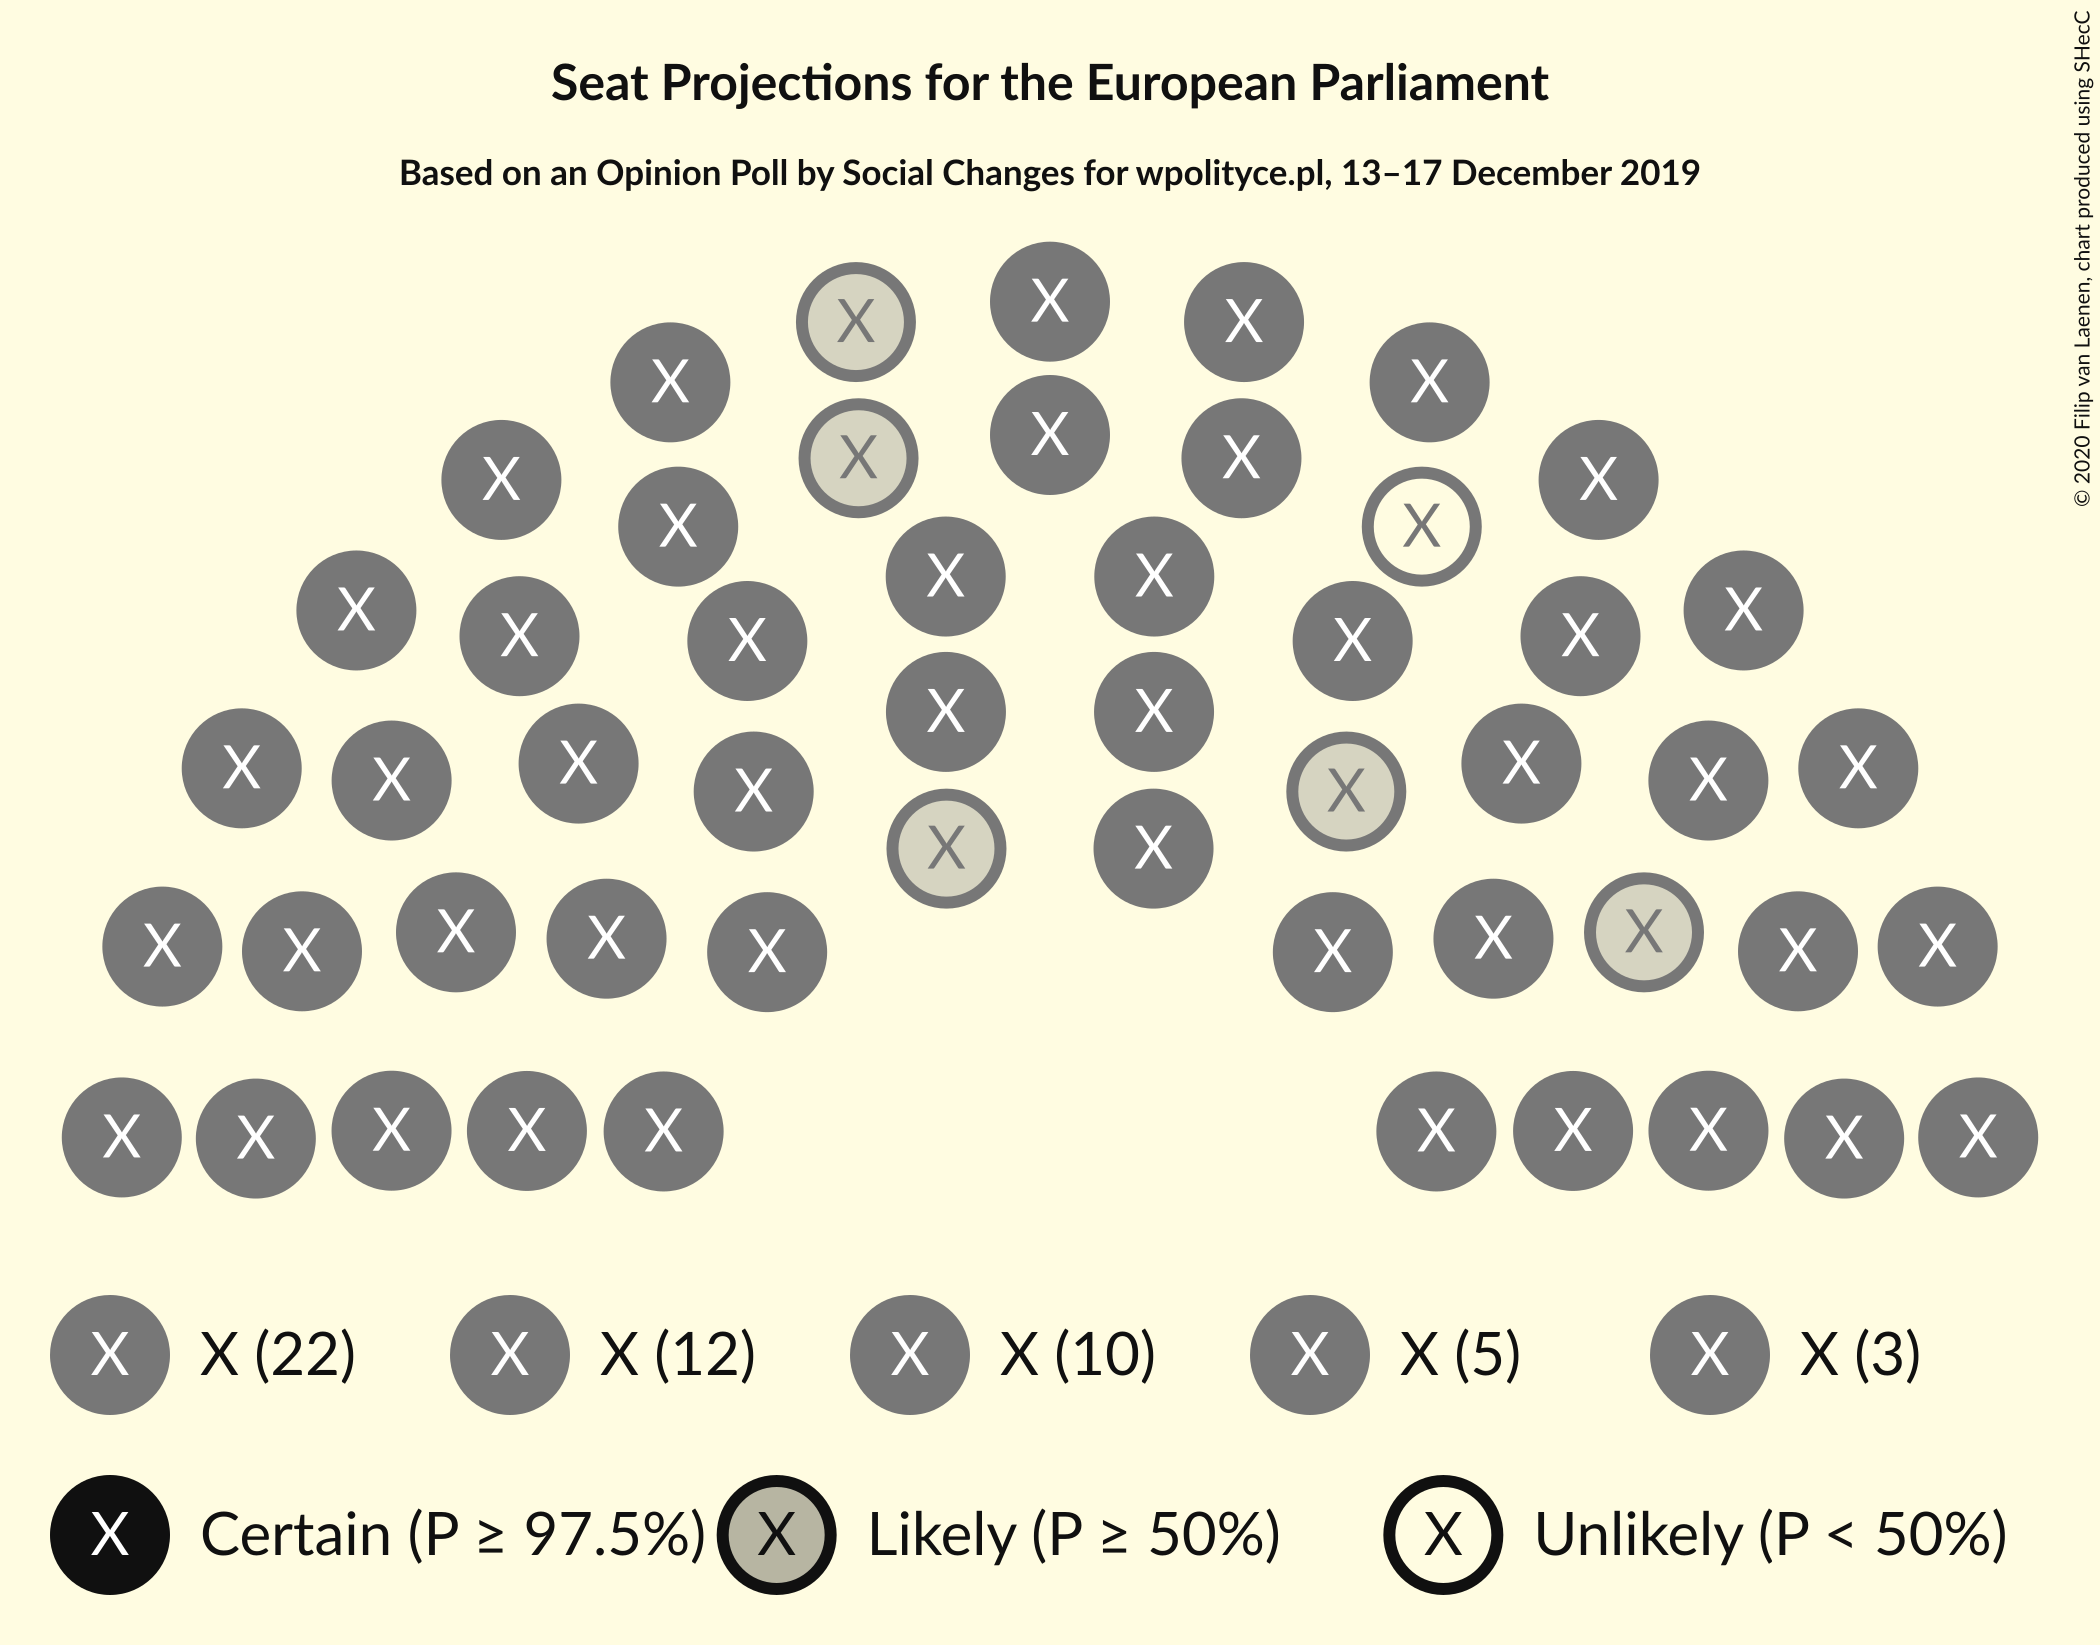 Seat Projections for the European Parliament
Based on an Opinion Poll by Social Changes for wpolityce.pl, 13–17 December 2019
© 2020 Filip van Laenen, chart produced using SHecC
X
X X
X X
X
X X
X X
X X
X X
X X
X X
X X
X X
X X
X X
X X
X X X X
X X X X
X X
X X X X X X
X X X X
X X X X X X
X X X X X X X X X X
X X (22) X X (12) X X (10) X X (5) X X (3)
X Certain (P ≥ 97.5%) X Likely (P ≥ 50%) X Unlikely (P < 50%)